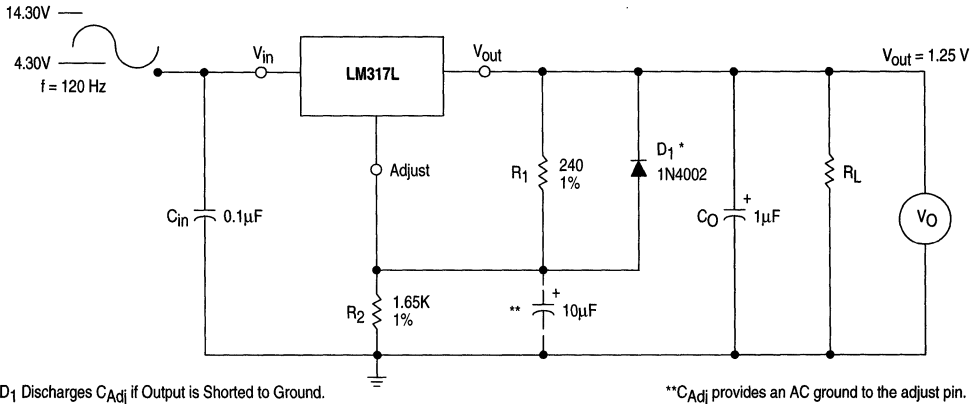 14.30V
4.30V
f = 120 Hz
Vin
LM317L
Vout
Vout = 1.25 V
Adjust
R1
240
1%
D1 *
1N4002
Cin
0.1µF
CO
+
1µF
RL
VO
R2
1.65K
1%
**
+
10µF
D1 Discharges CAdj if Output is Shorted to Ground.
**CAdj provides an AC ground to the adjust pin.